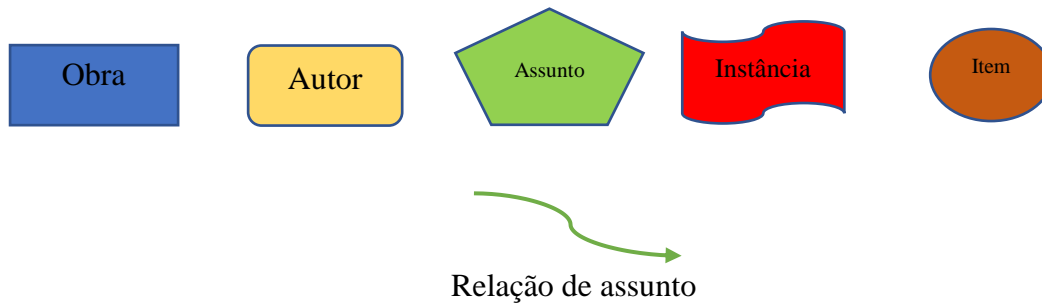 Obra
Autor
Assunto
Instância
Item
Relação de assunto